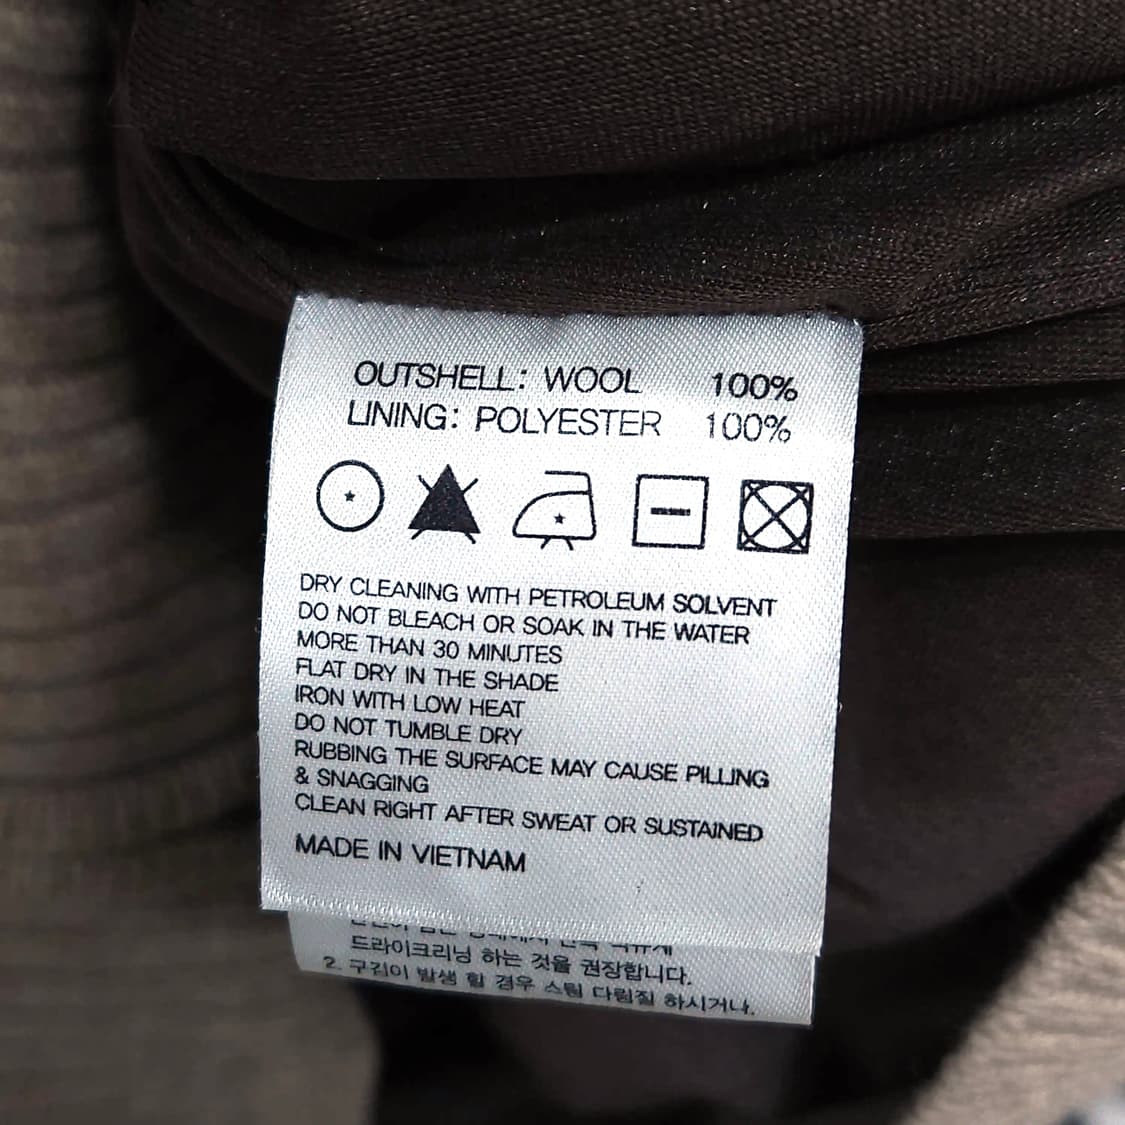 OUTSHELL: WOOL 100%
LINING: POLYESTER 100%
DRY CLEANING WITH PETROLEUM SOLVENT
DO NOT BLEACH OR SOAK IN THE WATER
MORE THAN 30 MINUTES
FLAT DRY IN THE SHADE
IRON WITH LOW HEAT
DO NOT TUMBLE DRY
RUBBING THE SURFACE MAY CAUSE PILLING
& SNAGGING
CLEAN RIGHT AFTER SWEAT OR SUSTAINED
MADE IN VIETNAM
드라이크리닝 하는 것을 권장합니다.
2. 구김이 발생 할 경우 스팀 다림질 하시거나,